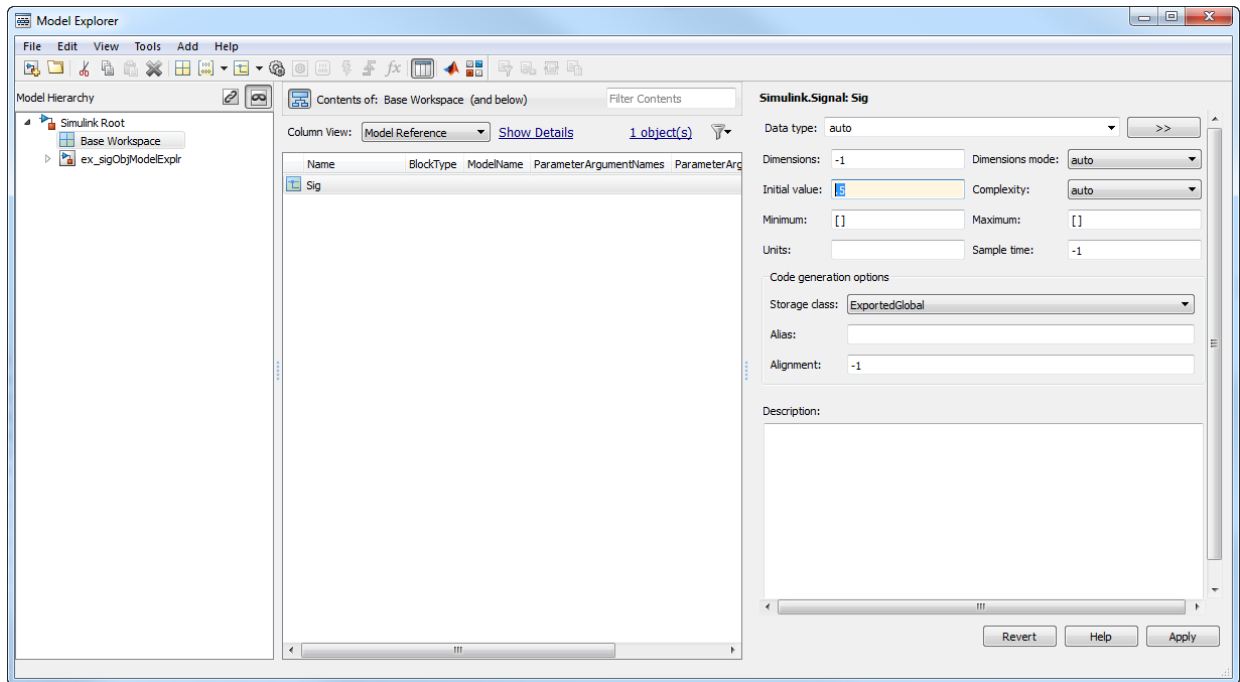 Model Explorer
File Edit View Tools Add Help
fx
Model Hierarchy
Simulink Root
Base Workspace
ex_sigObjModelExplr
Contents of: Base Workspace (and below)
Filter Contents
Column View: Model Reference Show Details 1 object(s)
Name BlockType ModelName ParameterArgumentNames ParameterArg
Sig
Simulink.Signal: Sig
Data type: auto >>
Dimensions: -1 Dimensions mode: auto
Initial value: .5 Complexity: auto
Minimum: [] Maximum: []
Units: Sample time: -1
Code generation options
Storage class: ExportedGlobal
Alias:
Alignment: -1
Description:
Revert Help Apply